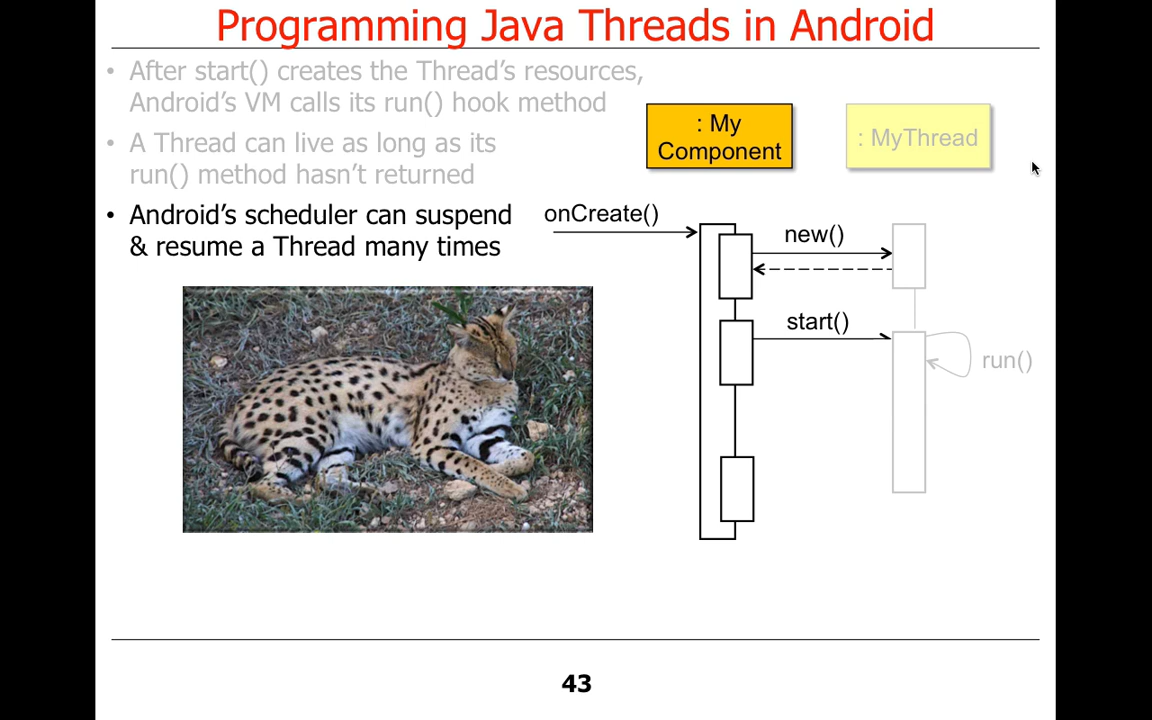 Programming Java Threads in Android
• After start() creates the Thread’s resources,
Android’s VM calls its run() hook method
• A Thread can live as long as its
run() method hasn’t returned
• Android’s scheduler can suspend
& resume a Thread many times
: My
Component
: MyThread
onCreate()
new()
start()
run()
43